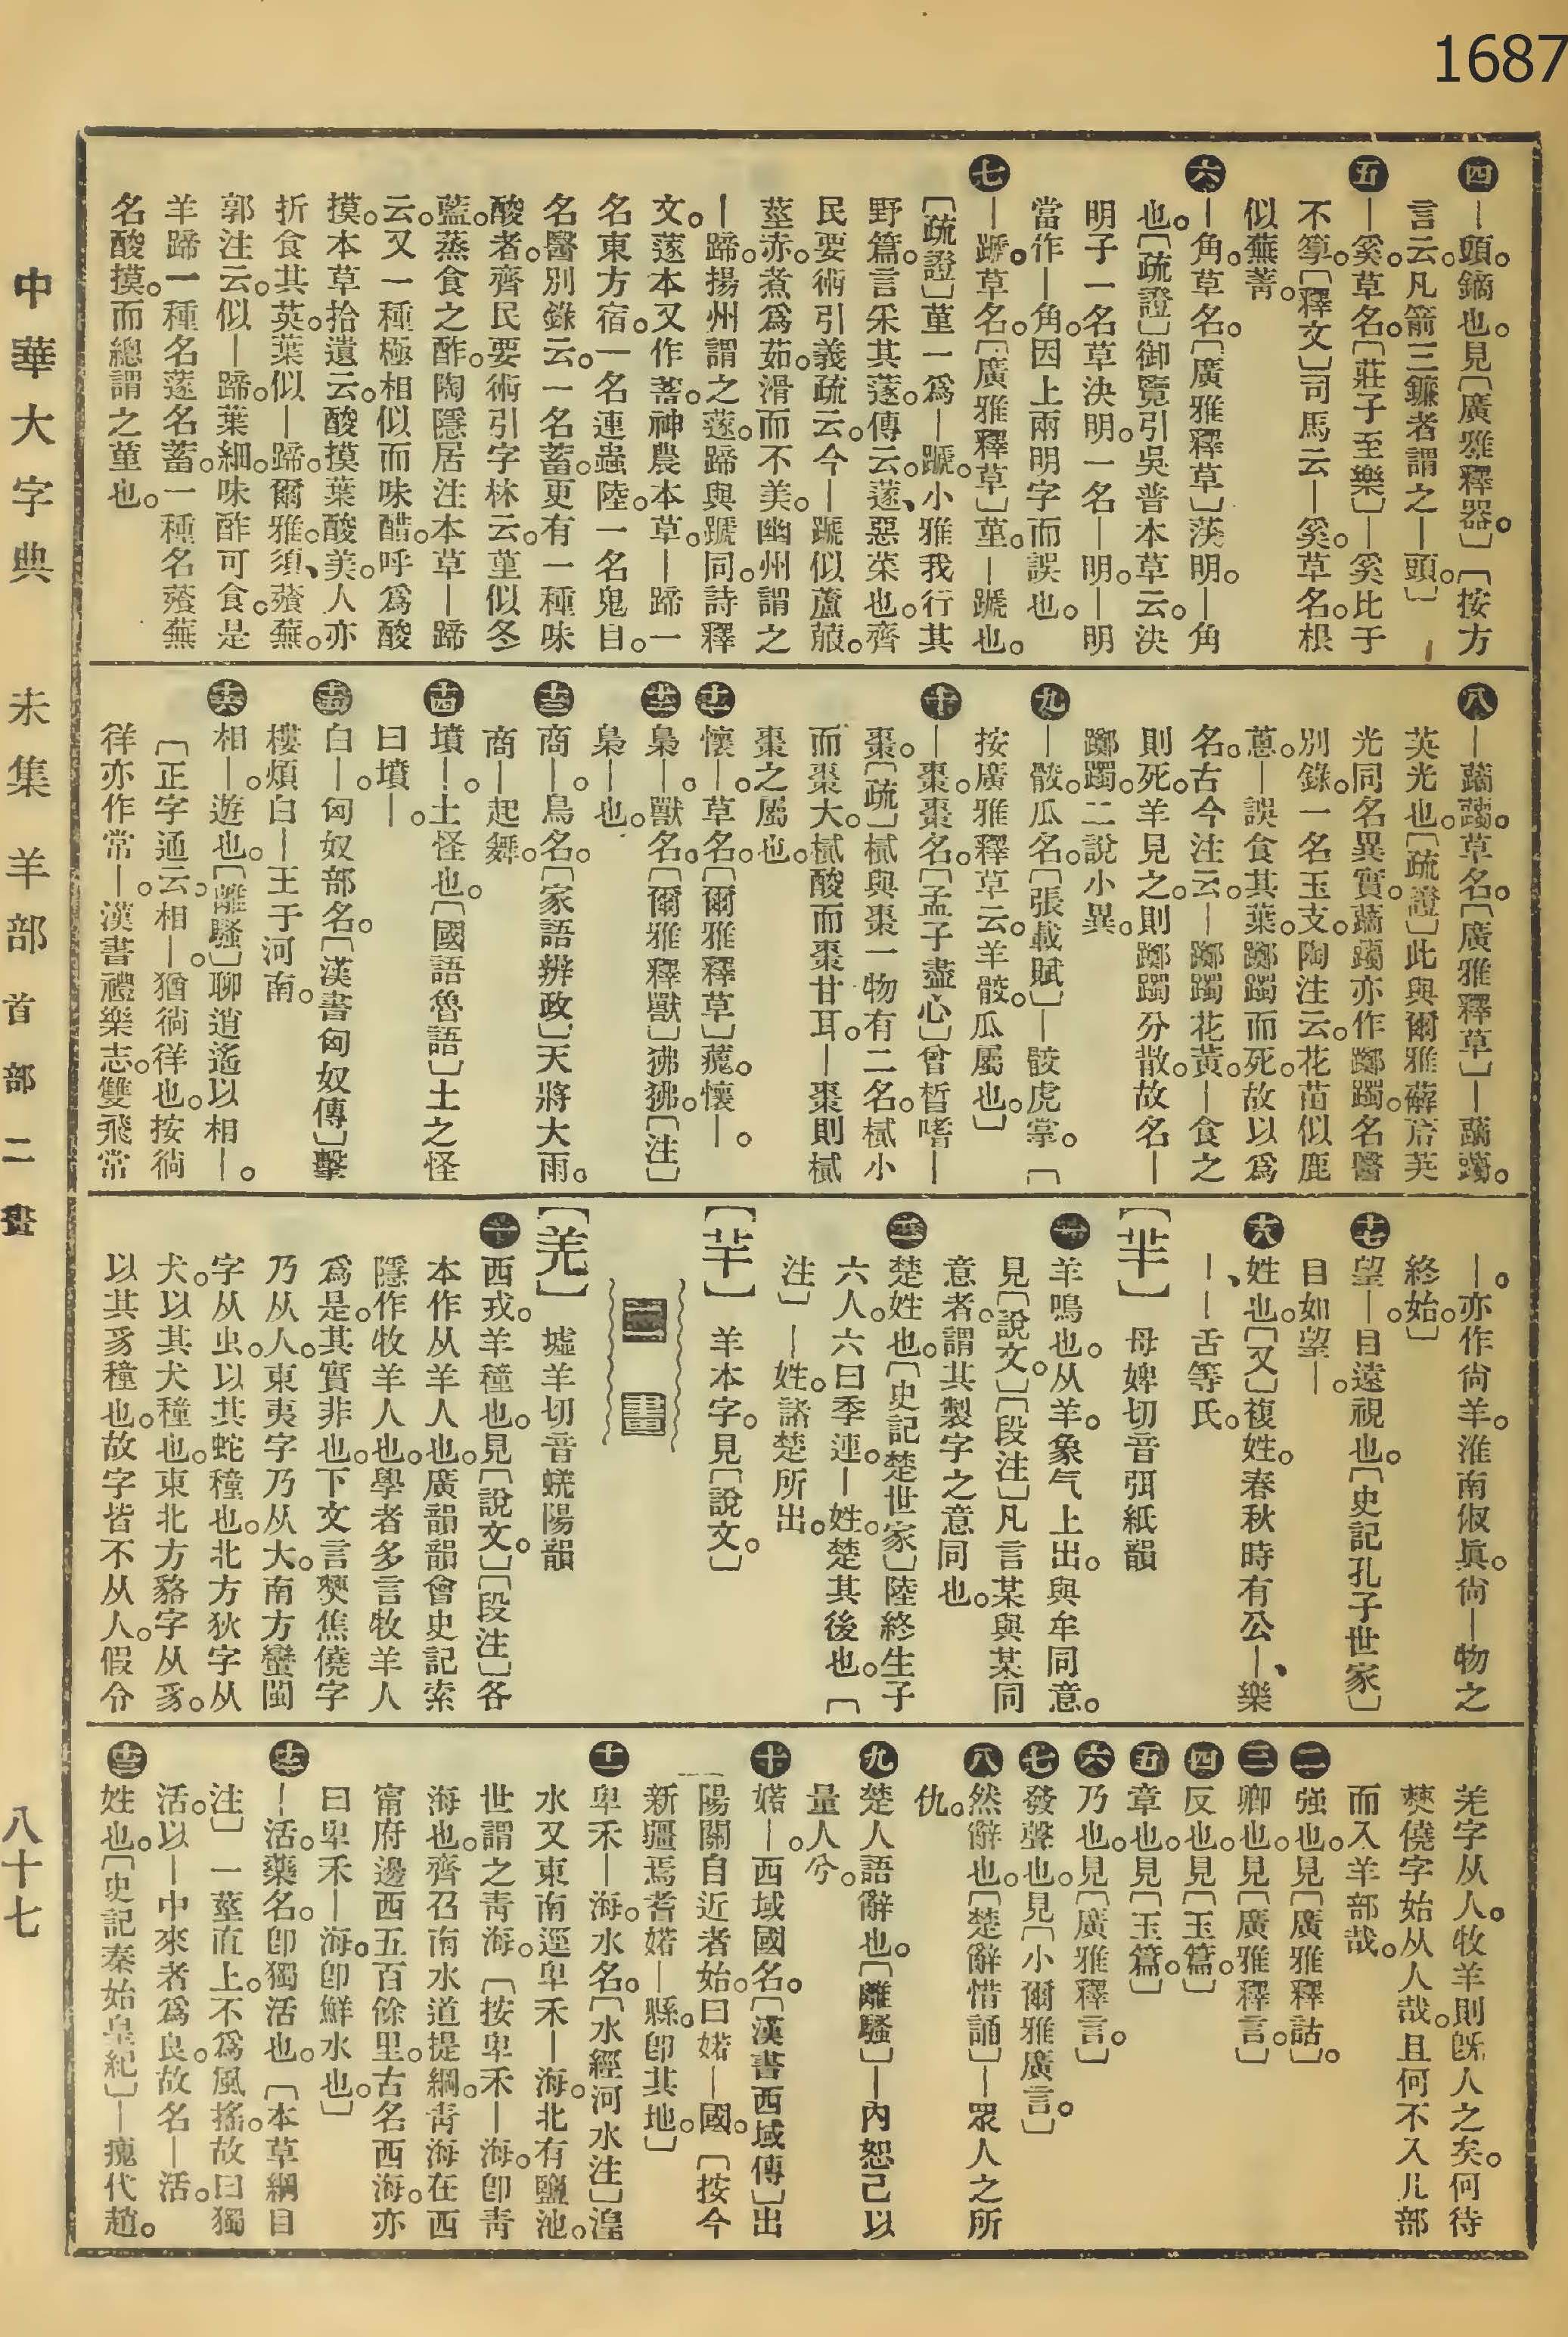 1687
中華大字典 未集 羊部 首部 二畫 八十七
四 ｜頭。鏑也。見〔廣雅釋器。〕〔按方
言云。凡箭三鐮者謂之｜頭。〕
五 ｜奚。草名。〔莊子至樂〕｜奚比于
不箰。〔釋文〕司馬云｜奚。草名。根
似蕪菁。
六 ｜角。草名。〔廣雅釋草〕渶明。｜角
也。〔疏證〕御覽引吳普本草云。決
明子一名草決明。一名｜明。｜明
當作｜角。因上兩明字而誤也。
七 ｜蹏。草名。〔廣雅釋草〕菫。｜蹏也。
〔疏證〕菫一爲｜蹏。小雅我行其
野篇。言采其蓫。傳云。蓫、惡菜也。齊
民要術引義疏云。今｜蹏似蘆菔。
莖赤。煮爲茹。滑而不美。幽州謂之
｜蹄。揚州謂之蓫。蹄與蹏同。詩釋
文。蓫本又作蓄。神農本草。｜蹄一
名東方宿。一名連蟲陸。一名鬼目。
名醫別錄云。一名蓄。更有一種味
酸者。齊民要術引字林云。菫似冬
藍。蒸食之酢。陶隱居注本草｜蹄
云。又一種極相似而味醋。呼爲酸
摸。本草拾遺云。酸摸葉酸美。人亦
折食其英。葉似｜蹄。爾雅須、薞蕪。
郭注云。似｜蹄。葉細。味酢可食。是
羊蹄一種名蓫名蓄。一種名薞蕪
名酸摸。而總謂之菫也。
八 ｜躑躅。草名。〔廣雅釋草〕｜躑躅。
英光也。〔疏證〕此與爾雅薢茩芵
光同名異實。躑躅亦作躑躅。名醫
別錄。一名玉支。陶注云。花苗似鹿
蔥。｜誤食其葉。躑躅而死。故以爲
名。古今注云。｜躑躅花黃。｜食之
則死。羊見之則躑躅分散。故名｜
躑躅。二說小異。
九 ｜骹。瓜名。〔張載賦〕｜骹虎掌。〔
按廣雅釋草云。羊骹。瓜屬也。〕
十 ｜棗。棗名。〔孟子盡心〕曾晳嗜｜
棗。〔疏〕樲與棗一物有二名。樲小
而棗大。樲酸而棗甘耳。｜棗則樲
棗之屬也。
十一 懷｜。草名。〔爾雅釋草〕蘹。懷｜。
十二 梟｜。獸名。〔爾雅釋獸〕狒狒。〔注〕
梟｜也。
十三 商｜。鳥名。〔家語辨政〕天將大雨。
商｜起舞。
十四 墳｜。土怪也。〔國語魯語〕土之怪
曰墳｜。
十五 白｜。匈奴部名。〔漢書匈奴傳〕擊
樓煩白｜王于河南。
十六 相｜。遊也。〔離騷〕聊逍遙以相｜。
〔正字通云。相｜。猶徜徉也。按徜
徉亦作常｜。漢書禮樂志。雙飛常
｜。亦作尙羊。淮南俶眞。尙｜物之
終始。〕
十七 望｜。目遠視也。〔史記孔子世家〕
目如望｜。
十八 姓也。〔又〕複姓。春秋時有公｜、樂
｜、｜舌等氏。
〔芈〕 母婢切音弭紙韻
一 羊鳴也。从羊。象气上出。與牟同意。
見〔說文。〕〔段注〕凡言某與某同
意者。謂其製字之意同也。
二 楚姓也。〔史記楚世家〕陸終生子
六人。六曰季連。｜姓。楚其後也。〔
注〕｜姓。諸楚所出。
〔羊〕 羊本字。見〔說文。〕
二畫
〔羌〕 墟羊切音蜣陽韻
一 西戎。羊種也。見〔說文。〕〔段注〕各
本作从羊人也。廣韻韻會史記索
隱作牧羊人也。學者多言牧羊人
爲是。其實非也。下文言僰焦僥字
乃从人。東夷字乃从大。南方蠻閩
字从虫。以其蛇穜也。北方狄字从
犬。以其犬穜也。東北方貉字从豸。
以其豸穜也。故字皆不从人。假令
羌字从人。牧羊則旣人之矣。何待
僰僥字始从人哉。且何不入儿部
而入羊部哉。
二 强也。見〔廣雅釋詁。〕
三 卿也。見〔廣雅釋言。〕
四 反也。見〔玉篇。〕
五 章也。見〔玉篇。〕
六 乃也。見〔廣雅釋言。〕
七 發聲也。見〔小爾雅廣言。〕
八 然辭也。〔楚辭惜誦〕｜眾人之所
仇。
九 楚人語辭也。〔離騷〕｜內恕己以
量人兮。
十 婼｜。西域國名。〔漢書西域傳〕出
陽關自近者始。曰婼｜國。〔按今
新疆焉耆婼｜縣。卽其地。〕
十一 卑禾｜海。水名。〔水經河水注〕湟
水又東南逕卑禾｜海。北有鹽池。
世謂之靑海。〔按卑禾｜海。卽靑
海也。齊召南水道提綱。靑海在西
甯府邊西五百餘里。古名西海。亦
曰卑禾｜海。卽鮮水也。〕
十二 ｜活。藥名。卽獨活也。〔本草綱目
注〕一莖直上。不爲風搖。故曰獨
活。以｜中來者爲良。故名｜活。
十三 姓也。〔史記秦始皇紀〕｜瘣代趙。